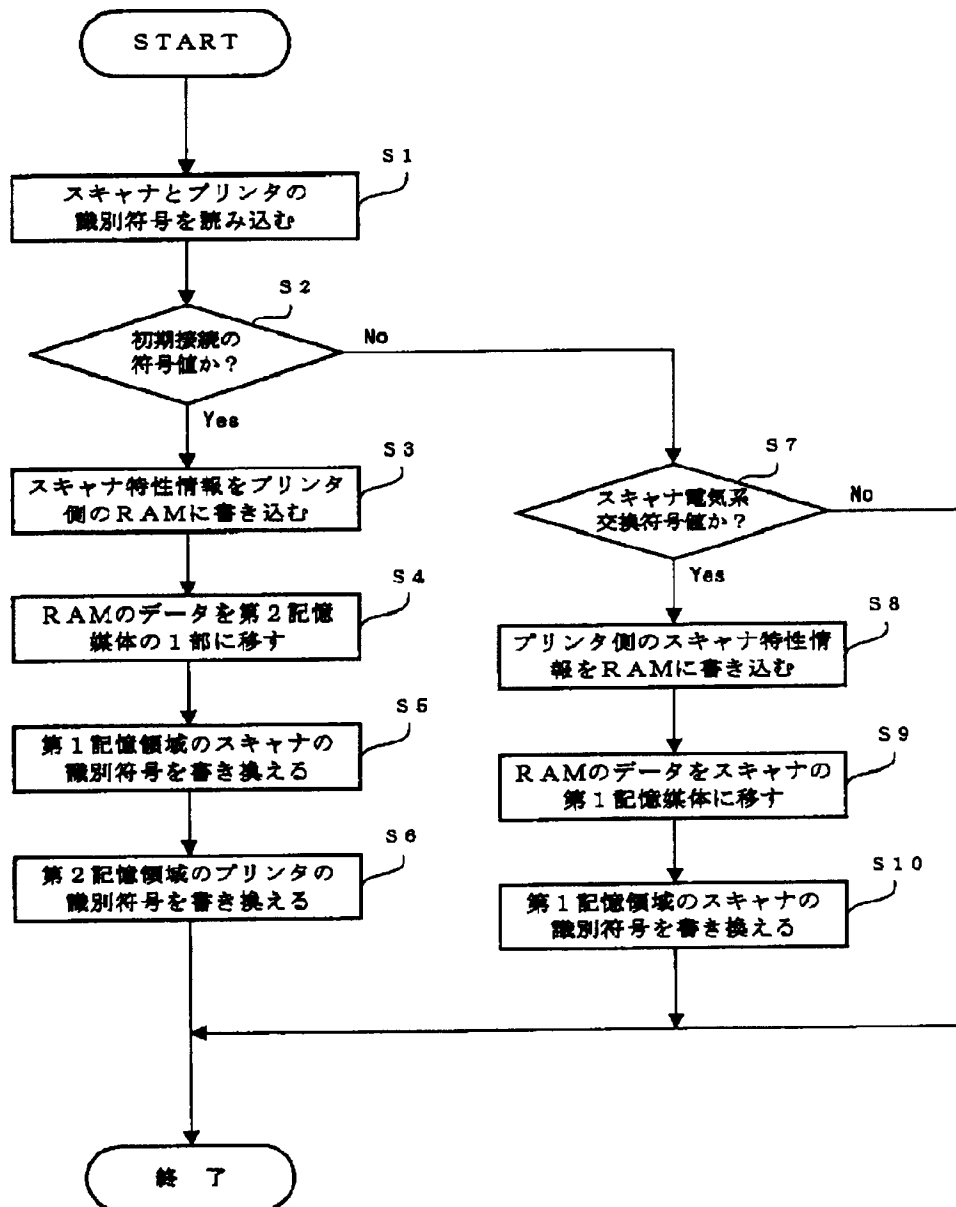 START
S1
スキャナとプリンタの
識別符号を読み込む
S2
初期接続の
符号値か？
No
Yes
S3
スキャナ特性情報をプリンタ
側のRAMに書き込む
S4
RAMのデータを第２記憶
媒体の１部に移す
S5
第１記憶領域のスキャナの
識別符号を書き換える
S6
第２記憶領域のプリンタの
識別符号を書き換える
S7
スキャナ電気系
交換符号値か？
No
Yes
S8
プリンタ側のスキャナ特性情
報をRAMに書き込む
S9
RAMのデータをスキャナの
第１記憶媒体に移す
S10
第１記憶領域のスキャナの
識別符号を書き換える
終　了